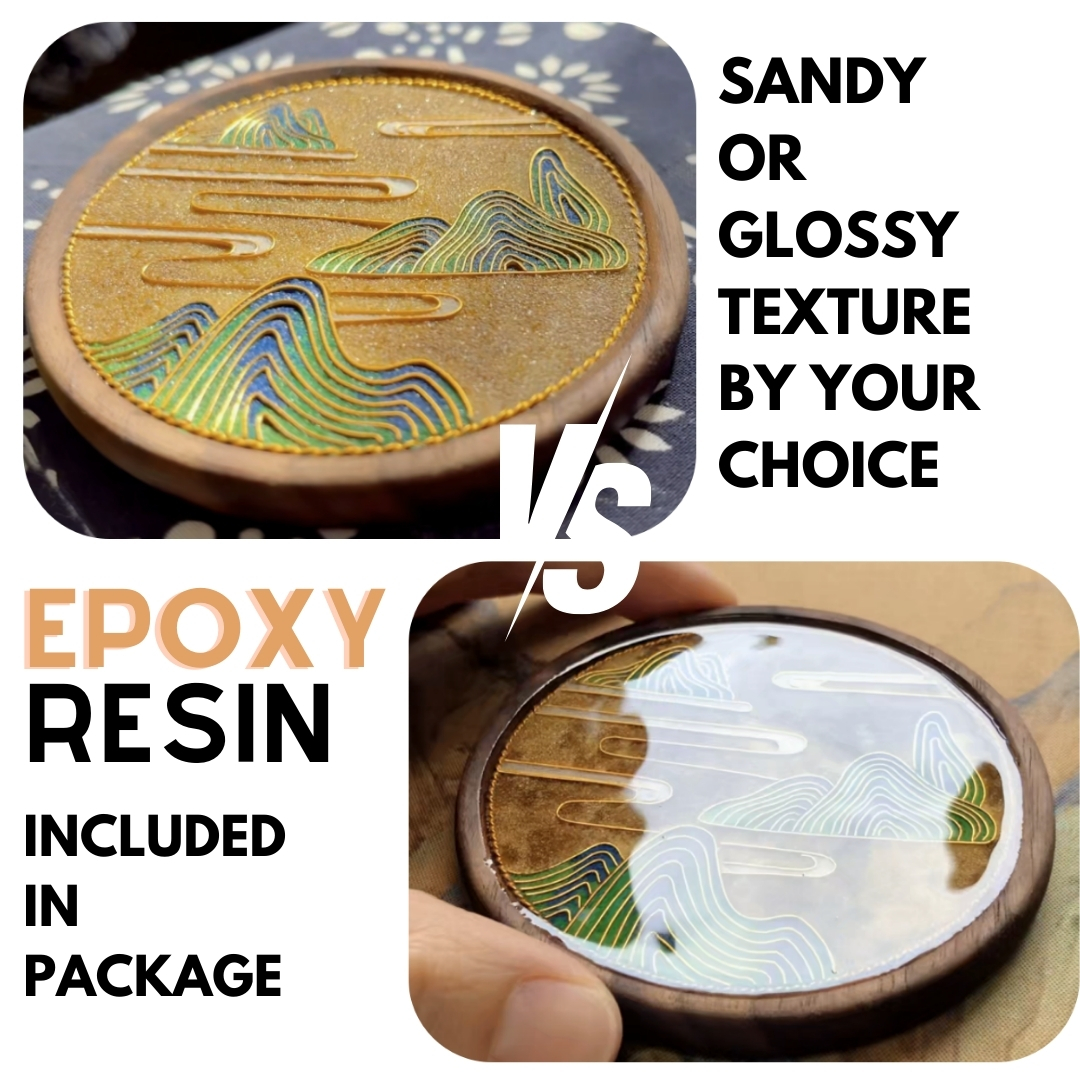 SANDY
OR
GLOSSY
TEXTURE
BY YOUR
CHOICE
VS
EPOXY
RESIN
INCLUDED
IN
PACKAGE